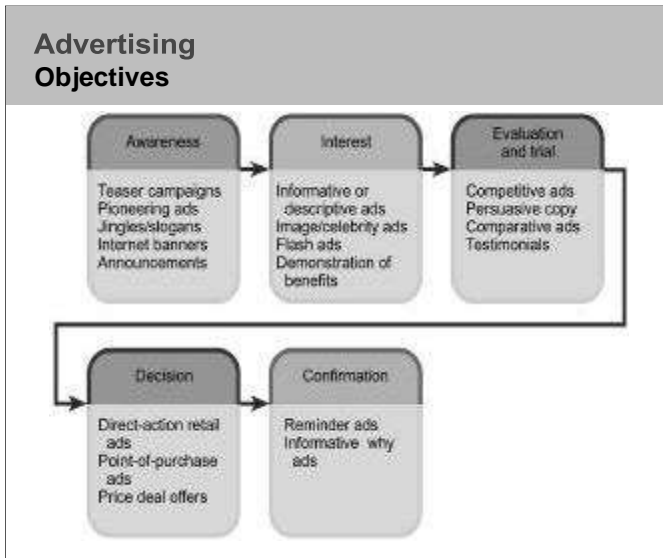 Advertising
Objectives
Awareness
Teaser campaigns
Pioneering ads
Jingles/slogans
Internet banners
Announcements
Interest
Informative or
descriptive ads
Image/celebrity ads
Flash ads
Demonstration of
benefits
Evaluation
and trial
Competitive ads
Persuasive copy
Comparative ads
Testimonials
Decision
Direct-action retail
ads
Point-of-purchase
ads
Price deal offers
Confirmation
Reminder ads
Informative why
ads